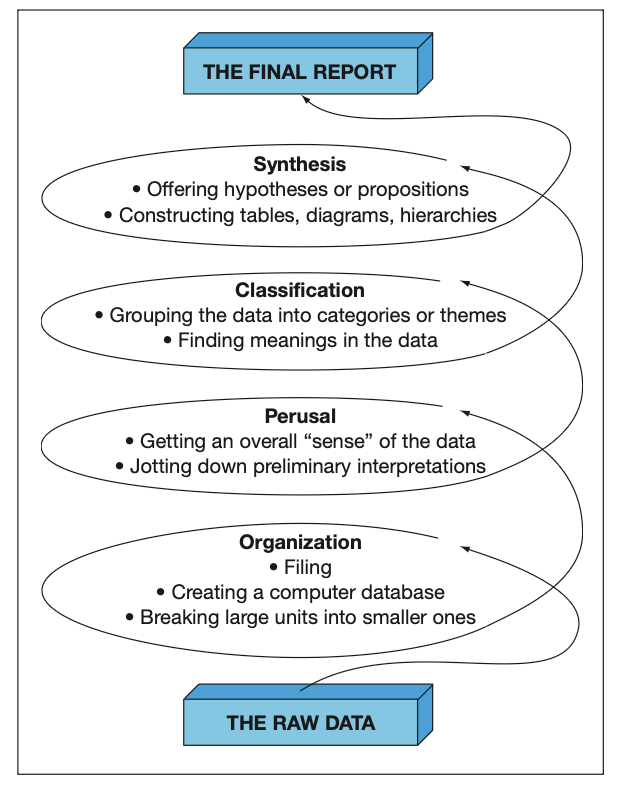 THE FINAL REPORT
Synthesis
• Offering hypotheses or propositions
• Constructing tables, diagrams, hierarchies
Classification
• Grouping the data into categories or themes
• Finding meanings in the data
Perusal
• Getting an overall “sense” of the data
• Jotting down preliminary interpretations
Organization
• Filing
• Creating a computer database
• Breaking large units into smaller ones
THE RAW DATA